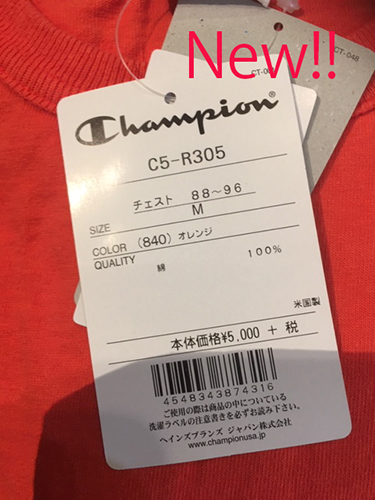 New!!
CT-048
Champion®
C5-R305
チェスト 88～96
SIZE M
COLOR (840) オレンジ
QUALITY 綿 100%
米国製
本体価格¥5,000 + 税
4548343874316
ご使用の際は商品の中についている
洗濯ラベルの注意書きを必ずお読み下さい。
ヘインズブランズ ジャパン株式会社
www.championusa.jp